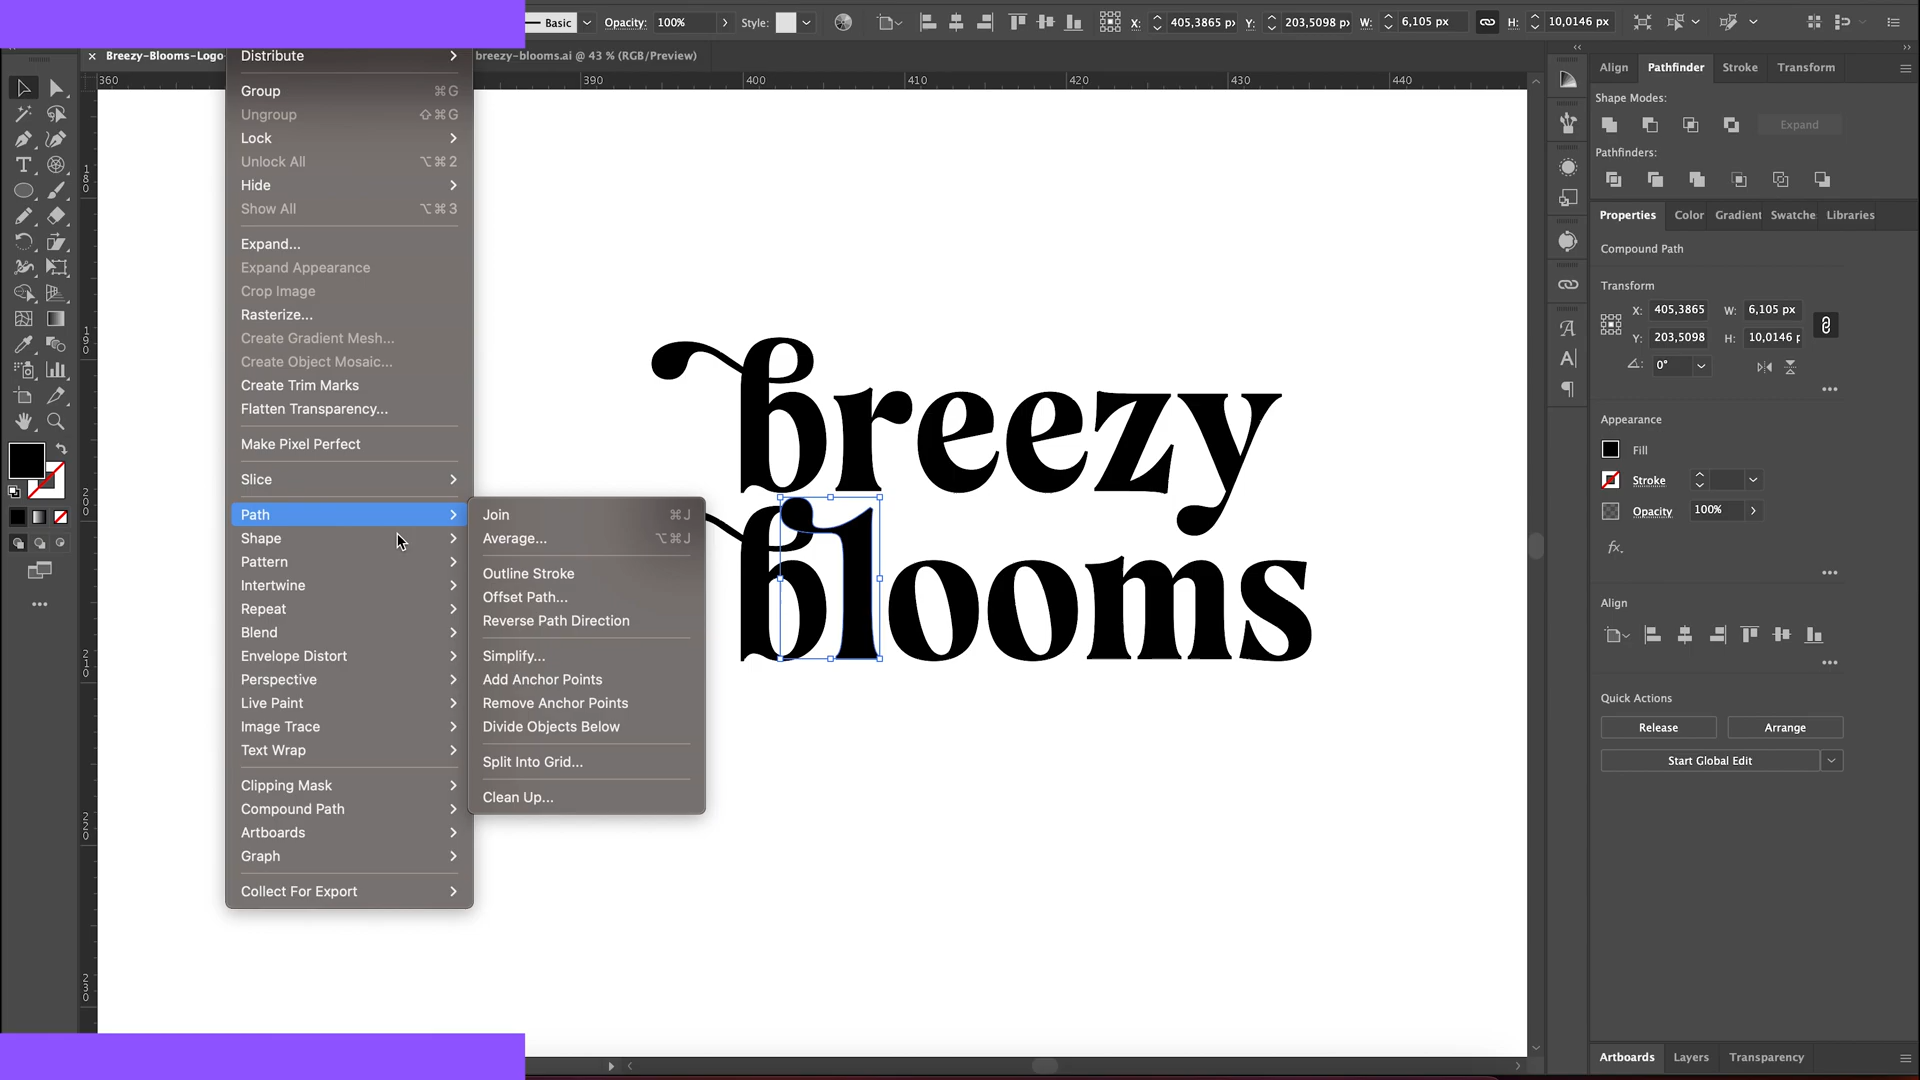 Basic
Opacity: 100%
Style:
X: 405,3865 px
Y: 203,5098 px
W: 6,105 px
H: 10,0146 px
Breezy-Blooms-Logo
breezy-blooms.ai @ 43 % (RGB/Preview)
360
390
400
410
420
430
440
180
190
200
210
220
230
Distribute
Group ⌘G
Ungroup ⇧⌘G
Lock
Unlock All ⌥⌘2
Hide
Show All ⌥⌘3
Expand...
Expand Appearance
Crop Image
Rasterize...
Create Gradient Mesh...
Create Object Mosaic...
Create Trim Marks
Flatten Transparency...
Make Pixel Perfect
Slice
Path
Shape
Pattern
Intertwine
Repeat
Blend
Envelope Distort
Perspective
Live Paint
Image Trace
Text Wrap
Clipping Mask
Compound Path
Artboards
Graph
Collect For Export
Join ⌘J
Average... ⌥⌘J
Outline Stroke
Offset Path...
Reverse Path Direction
Simplify...
Add Anchor Points
Remove Anchor Points
Divide Objects Below
Split Into Grid...
Clean Up...
breezy
blooms
Align Pathfinder Stroke Transform
Shape Modes:
Expand
Pathfinders:
Properties Color Gradient Swatche Libraries
Compound Path
Transform
X: 405,3865 W: 6,105 px
Y: 203,5098 H: 10,0146 p
0°
Appearance
Fill
Stroke
Opacity 100%
fx.
Align
Quick Actions
Release Arrange
Start Global Edit
Artboards Layers Transparency